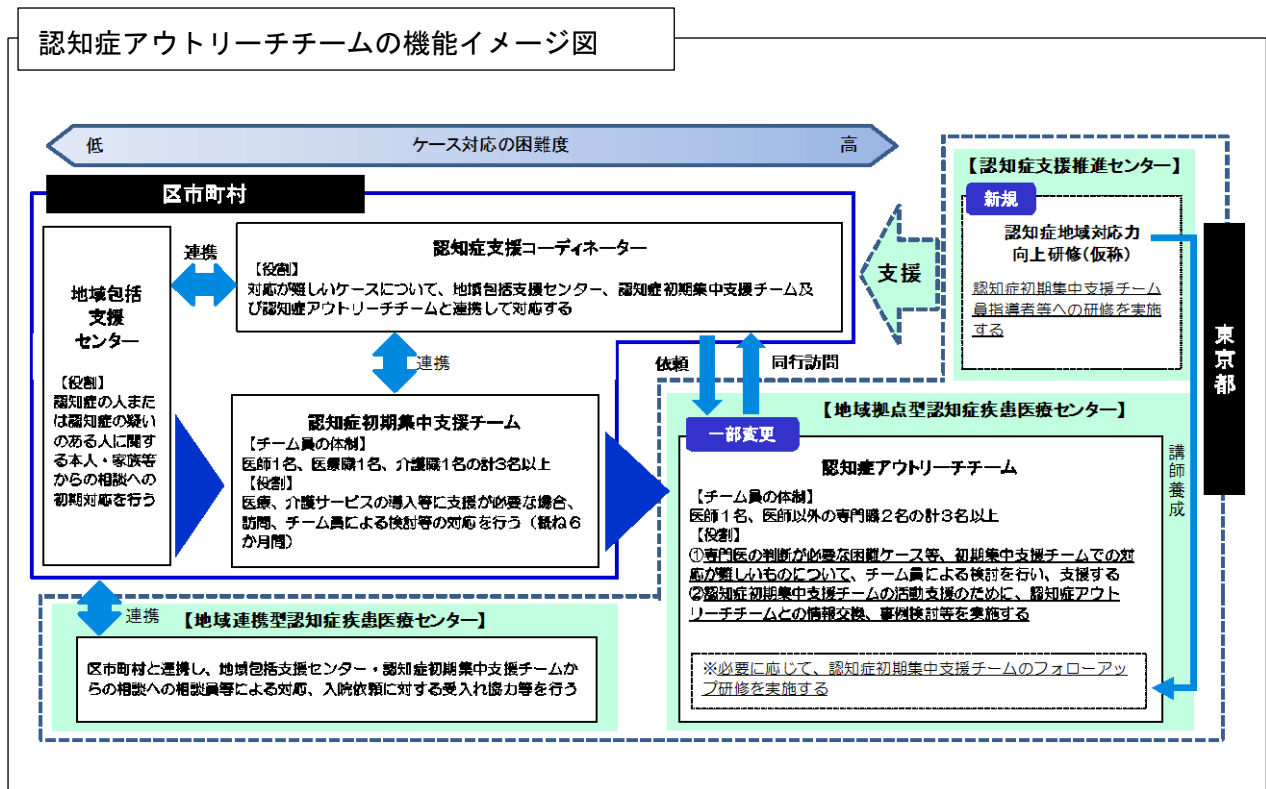 認知症アウトリーチチームの機能イメージ図
低
ケース対応の困難度
高
区市町村
地域包括
支援
センター
【役割】
認知症の人また
は認知症の疑い
のある人に関す
る本人・家族等
からの相談への
初期対応を行う
連携
認知症支援コーディネーター
【役割】
対応が難しいケースについて、地域包括支援センター、認知症初期集中支援チーム及
び認知症アウトリーチチームと連携して対応する
連携
認知症初期集中支援チーム
【チーム員の体制】
医師1名、医療職1名、介護職1名の計3名以上
【役割】
医療、介護サービスの導入等に支援が必要な場合、
訪問、チーム員による検討等の対応を行う（概ね6
か月間）
支援
【認知症支援推進センター】
新規
認知症地域対応力
向上研修(仮称)
認知症初期集中支援チーム
員指導者等への研修を実施
する
東京都
依頼
同行訪問
講師養成
【地域拠点型認知症疾患医療センター】
一部変更
認知症アウトリーチチーム
【チーム員の体制】
医師1名、医師以外の専門職2名の計3名以上
【役割】
①専門医の判断が必要な困難ケース等、初期集中支援チームでの対
応が難しいものについて、チーム員による検討を行い、支援する
②認知症初期集中支援チームの活動支援のために、認知症アウト
リーチチームとの情報交換、事例検討等を実施する
※必要に応じて、認知症初期集中支援チームのフォローアッ
プ研修を実施する
連携
【地域連携型認知症疾患医療センター】
区市町村と連携し、地域包括支援センター・認知症初期集中支援チームか
らの相談への相談員等による対応、入院依頼に対する受入れ協力等を行う